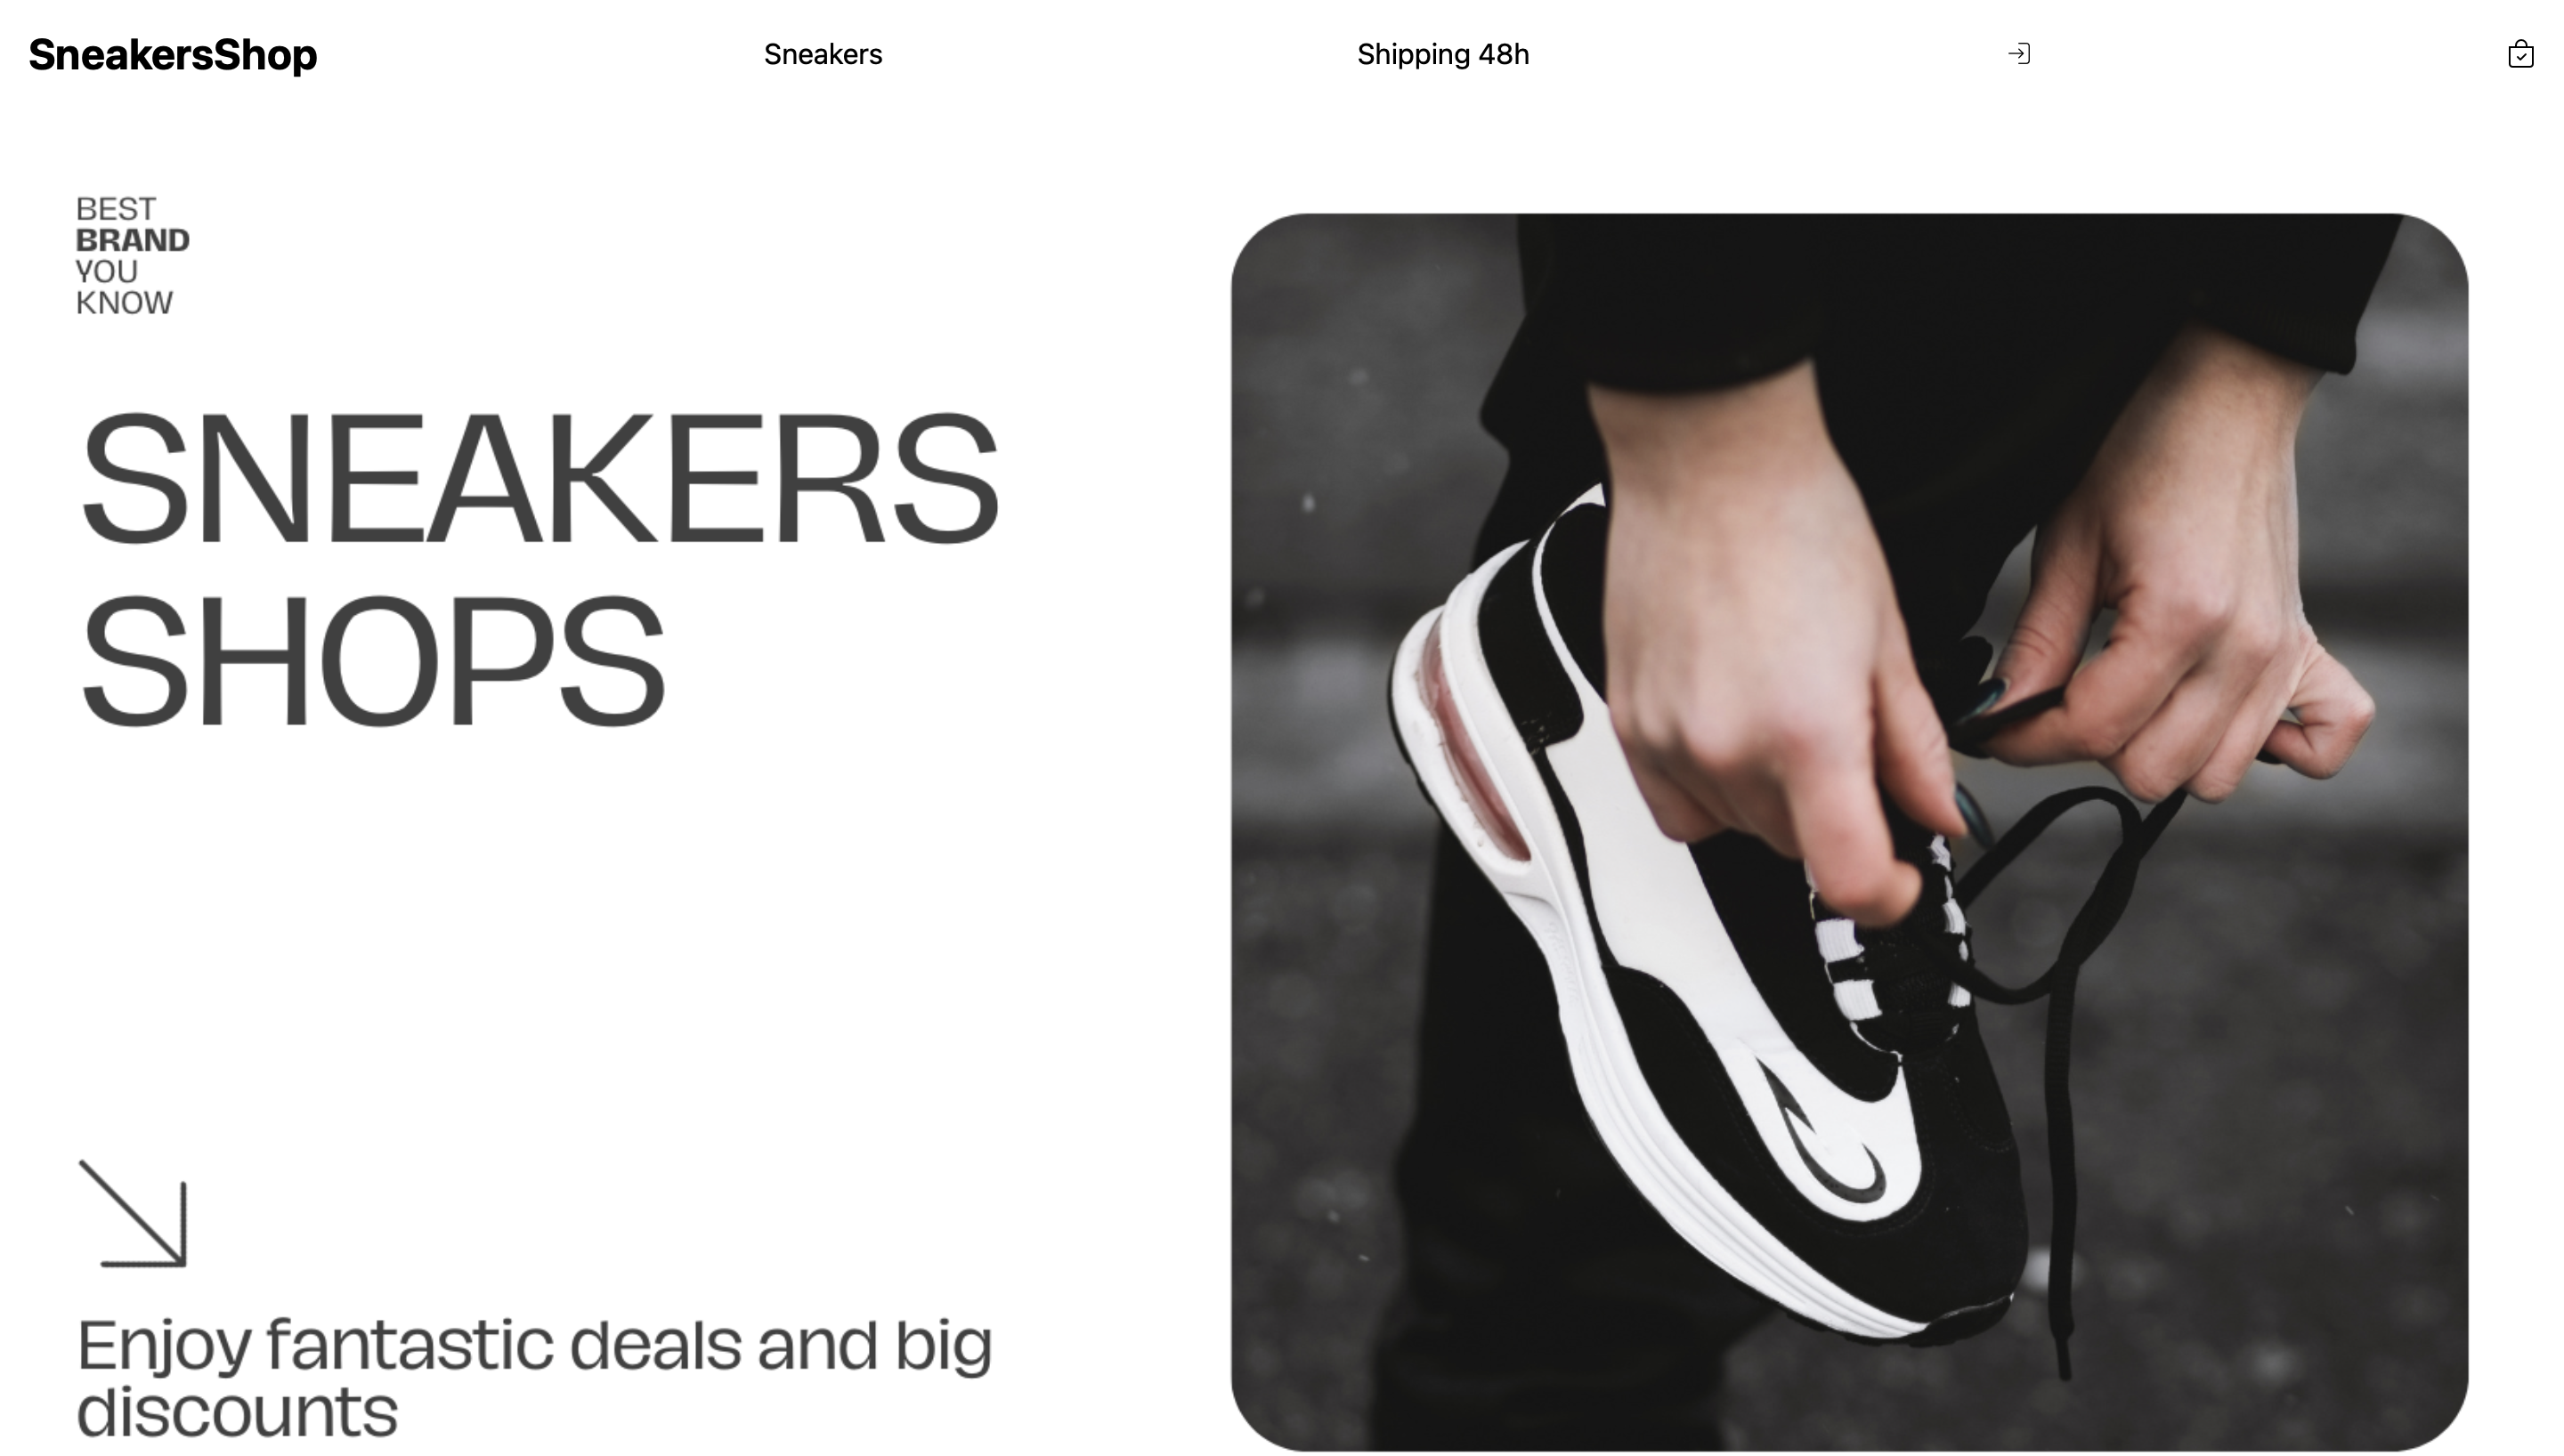 SneakersShop
Sneakers
Shipping 48h
BEST
BRAND
YOU
KNOW
SNEAKERS
SHOPS
Enjoy fantastic deals and big
discounts